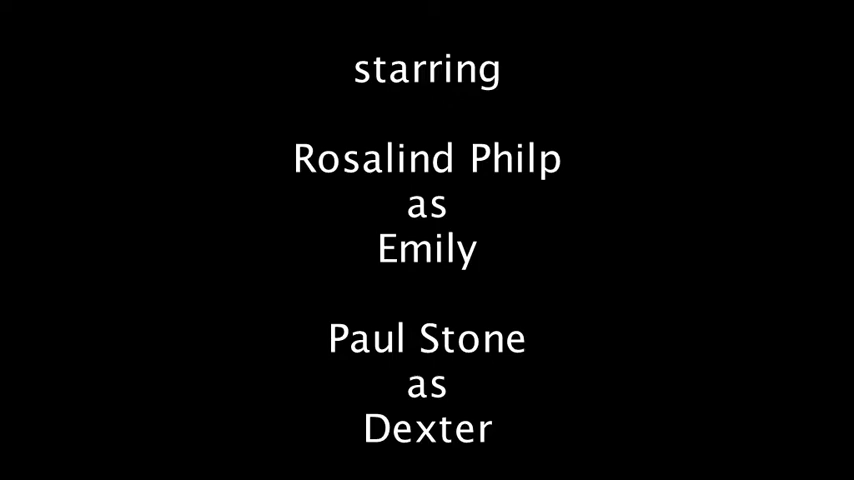 starring
Rosalind Philp
as
Emily
Paul Stone
as
Dexter